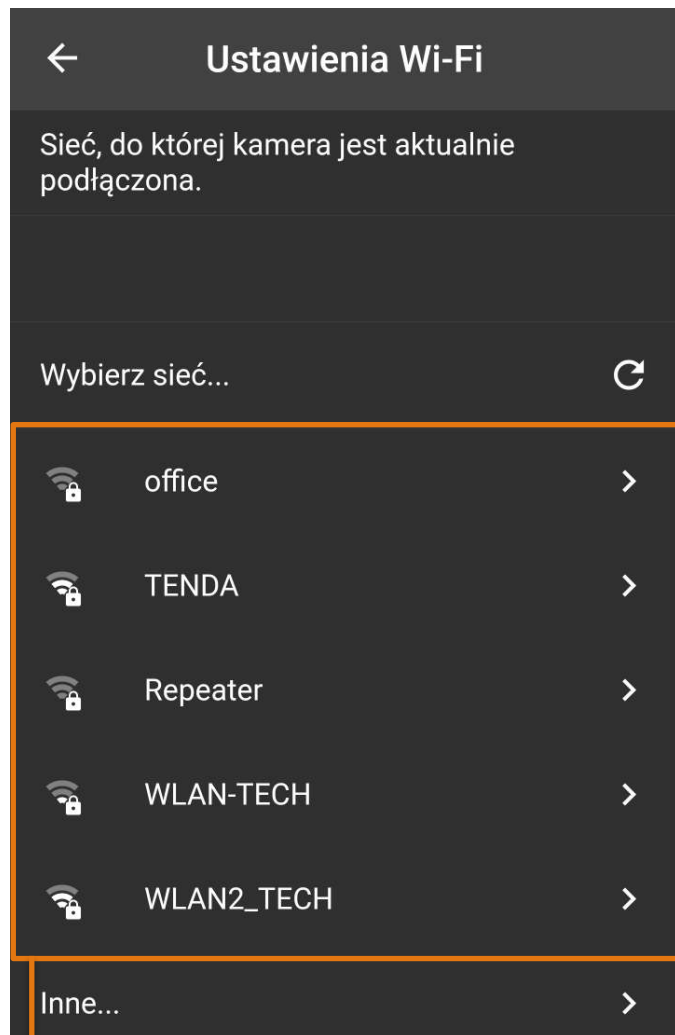 Ustawienia Wi-Fi
Sieć, do której kamera jest aktualnie
podłączona.
Wybierz sieć...
office
TENDA
Repeater
WLAN-TECH
WLAN2_TECH
Inne...